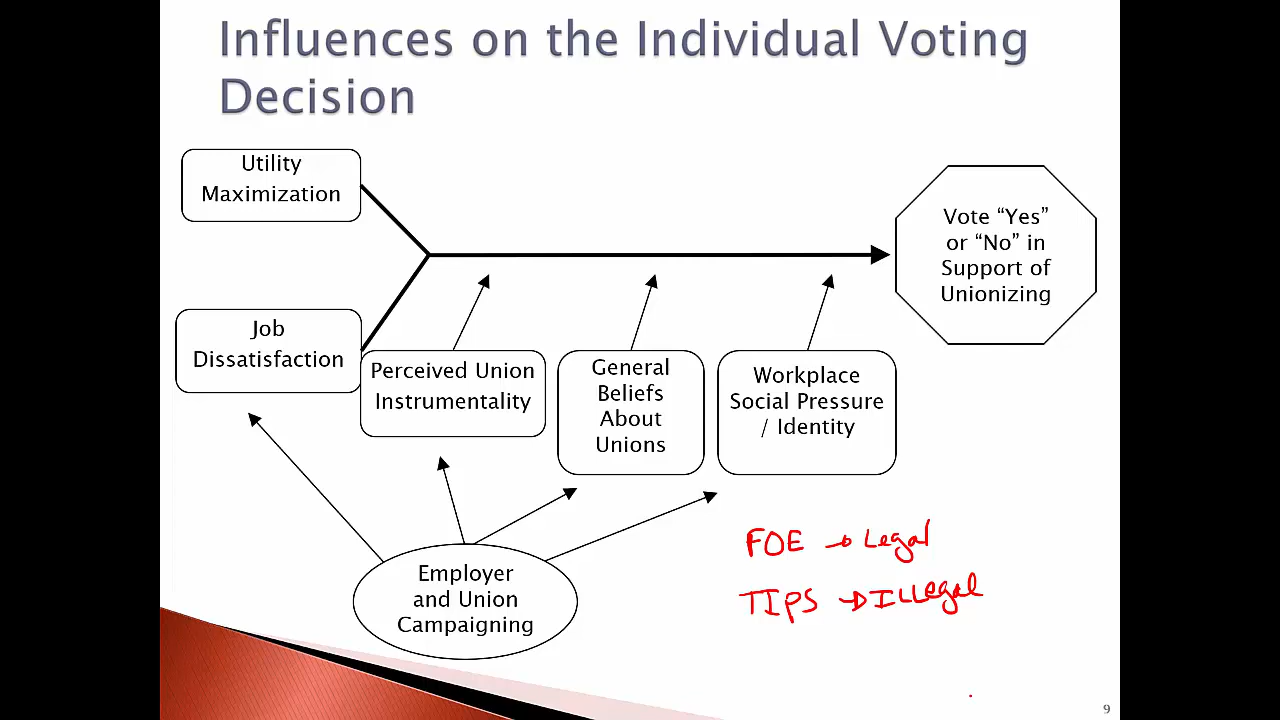 Influences on the Individual Voting
Decision
Utility
Maximization
Vote “Yes”
or “No” in
Support of
Unionizing
Job
Dissatisfaction
Perceived Union
Instrumentality
General
Beliefs
About
Unions
Workplace
Social Pressure
/ Identity
Employer
and Union
Campaigning
FOE → Legal
TIPS → ILLegal
9